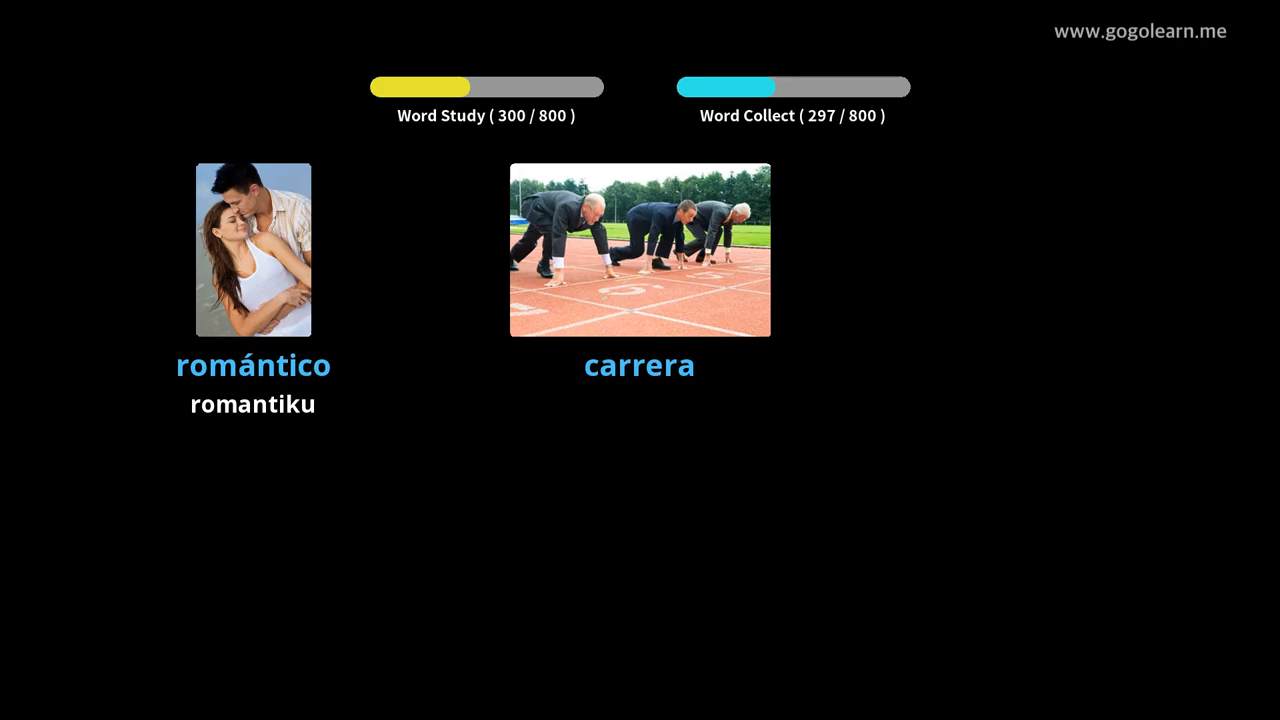 www.gogolearn.me
Word Study ( 300 / 800 )
Word Collect ( 297 / 800 )
romántico
romantiku
carrera